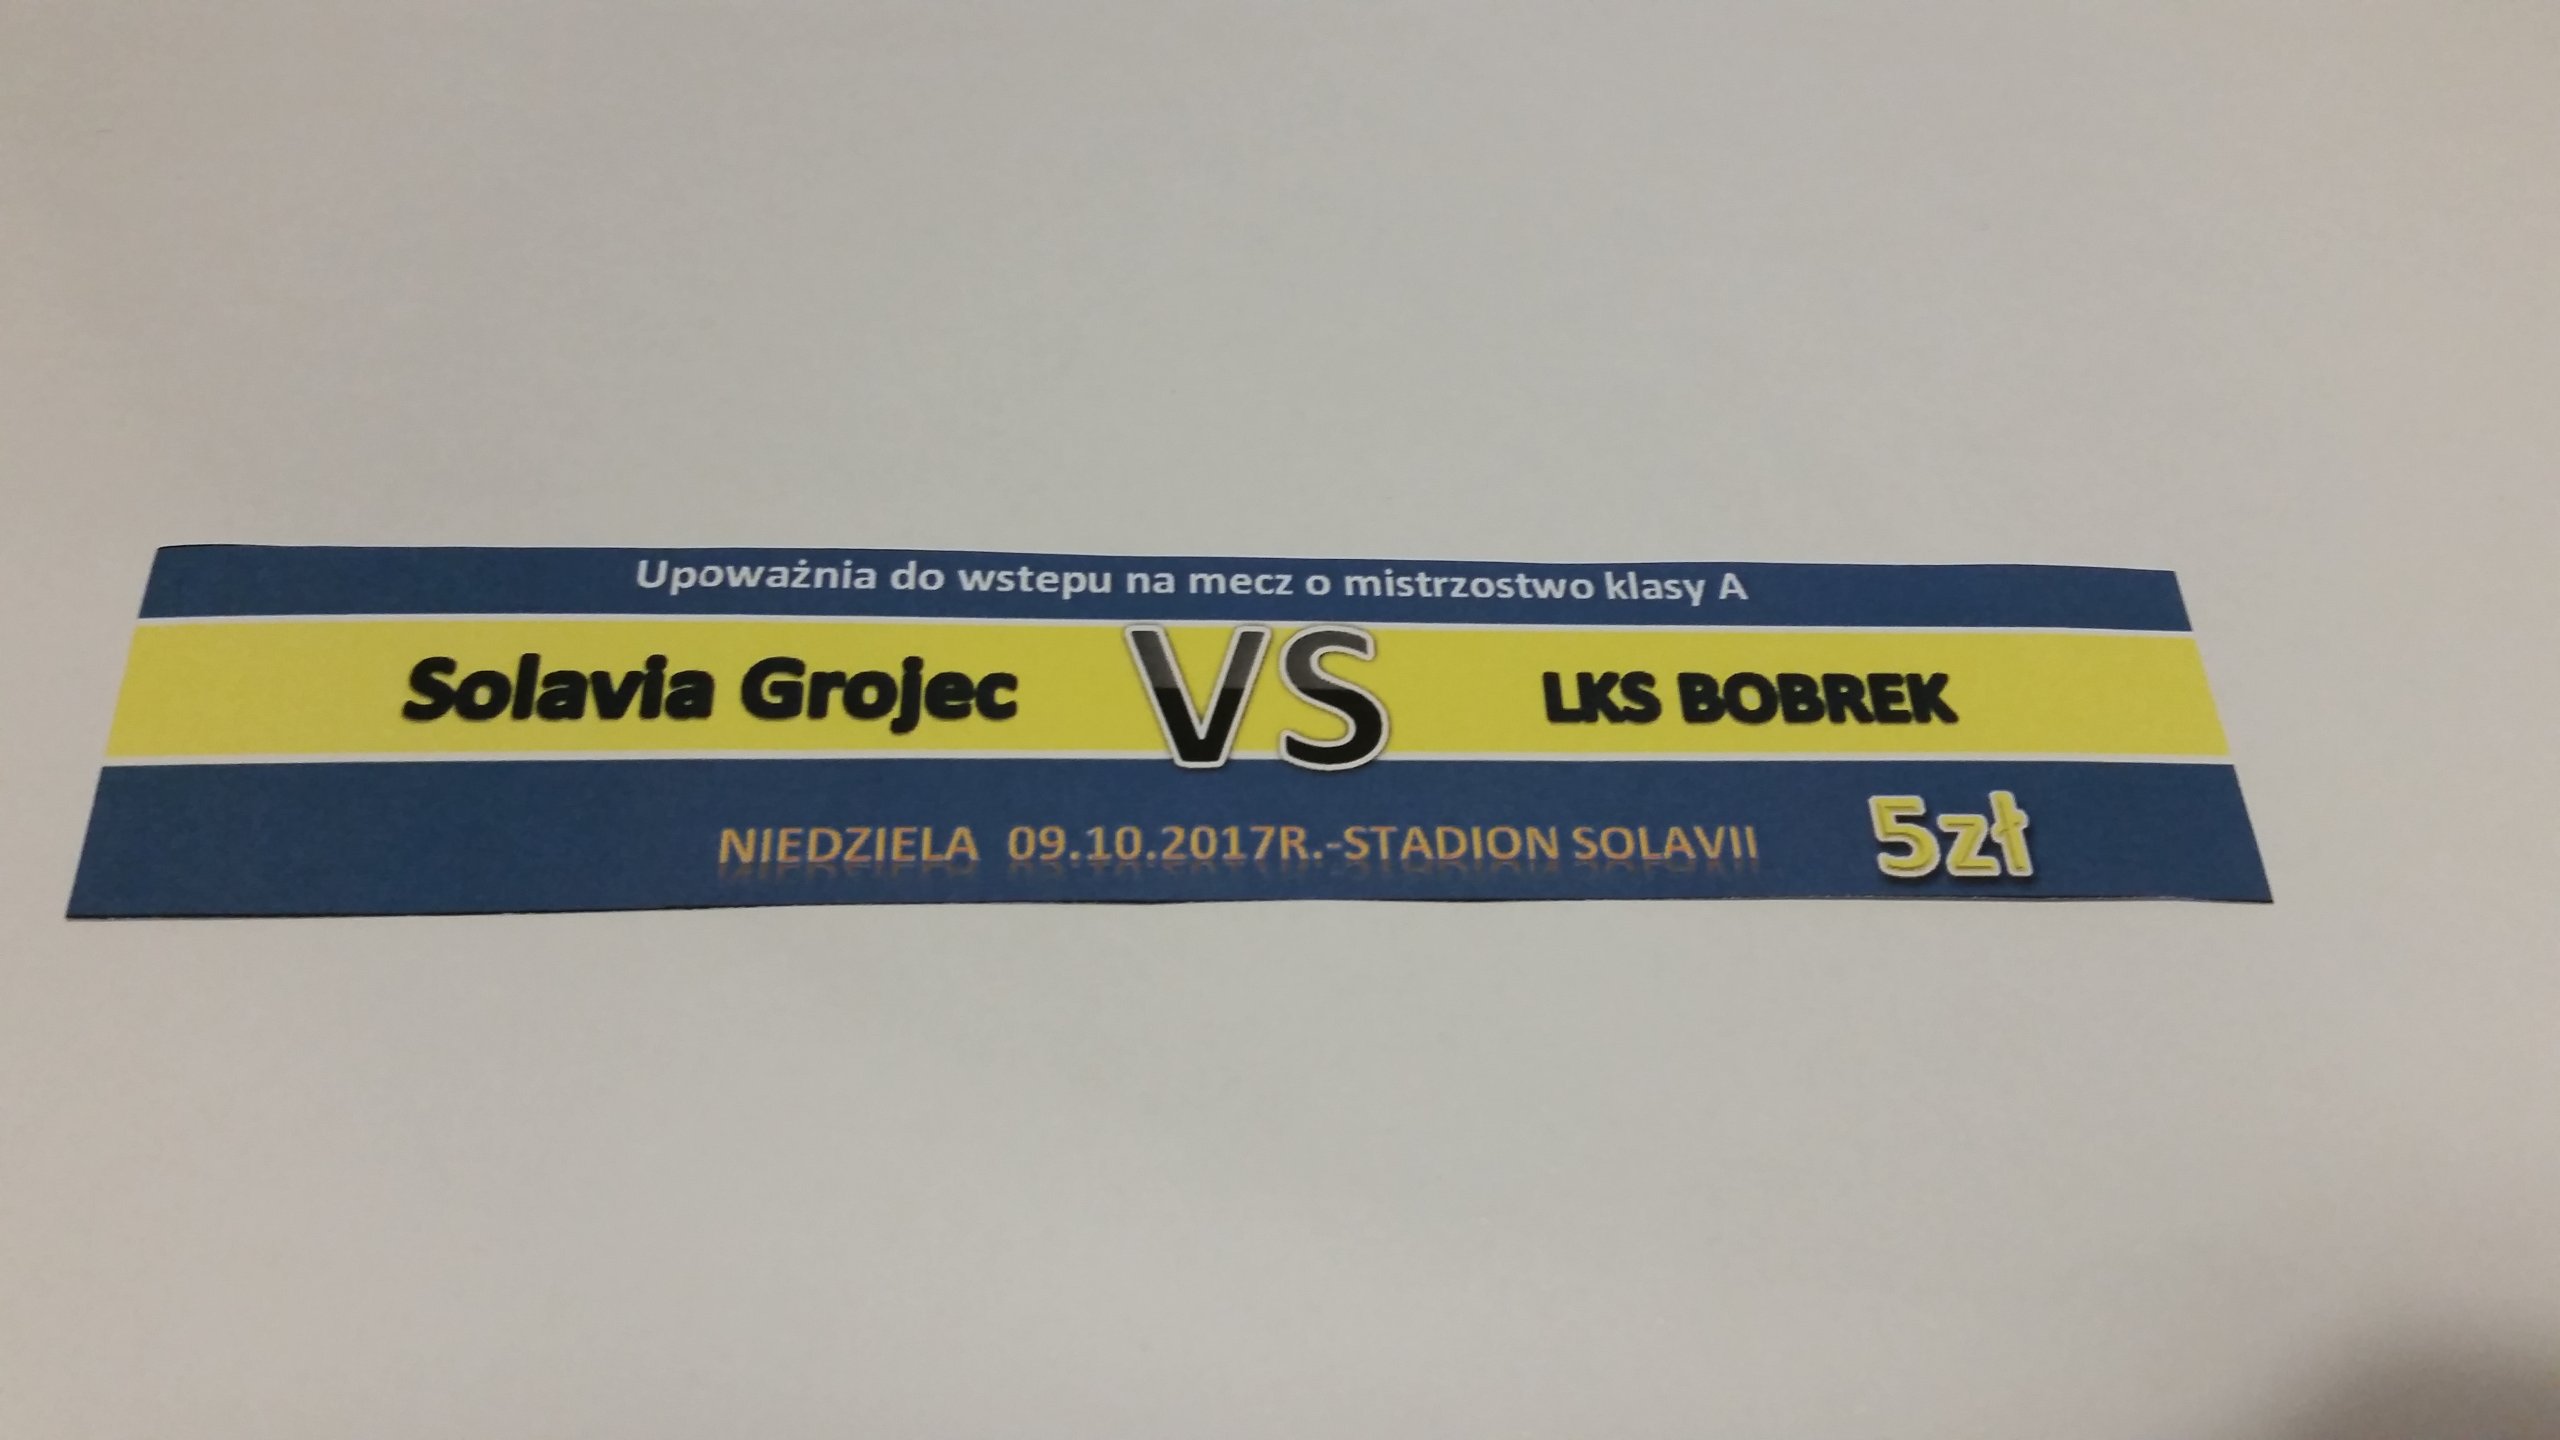 Upoważnia do wstepu na mecz o mistrzostwo klasy A
Solavia Grojec VS LKS BOBREK
NIEDZIELA 09.10.2017R.-STADION SOLAVII 5zł